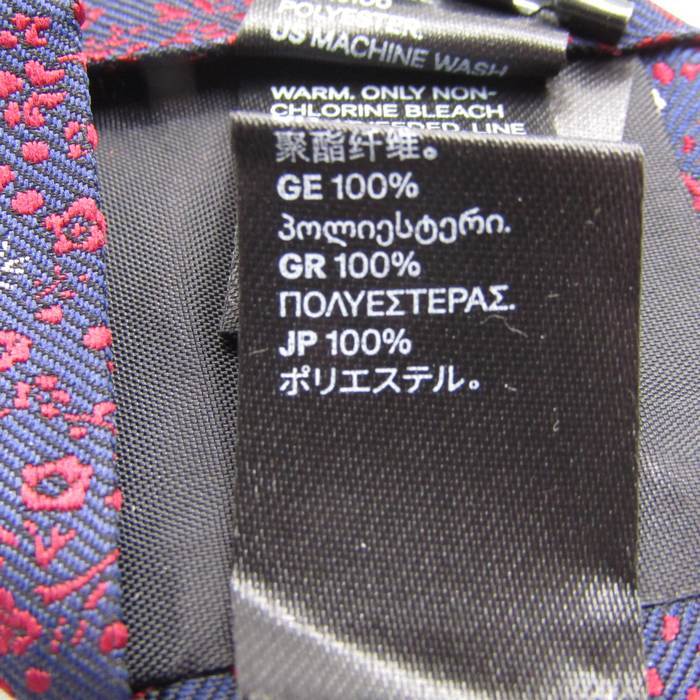 POLYESTER.
US MACHINE WASH
WARM. ONLY NON-
CHLORINE BLEACH
LINE
聚酯纤维。
GE 100%
პოლიესტერი.
GR 100%
ΠΟΛΥΕΣΤΕΡΑΣ.
JP 100%
ポリエステル。